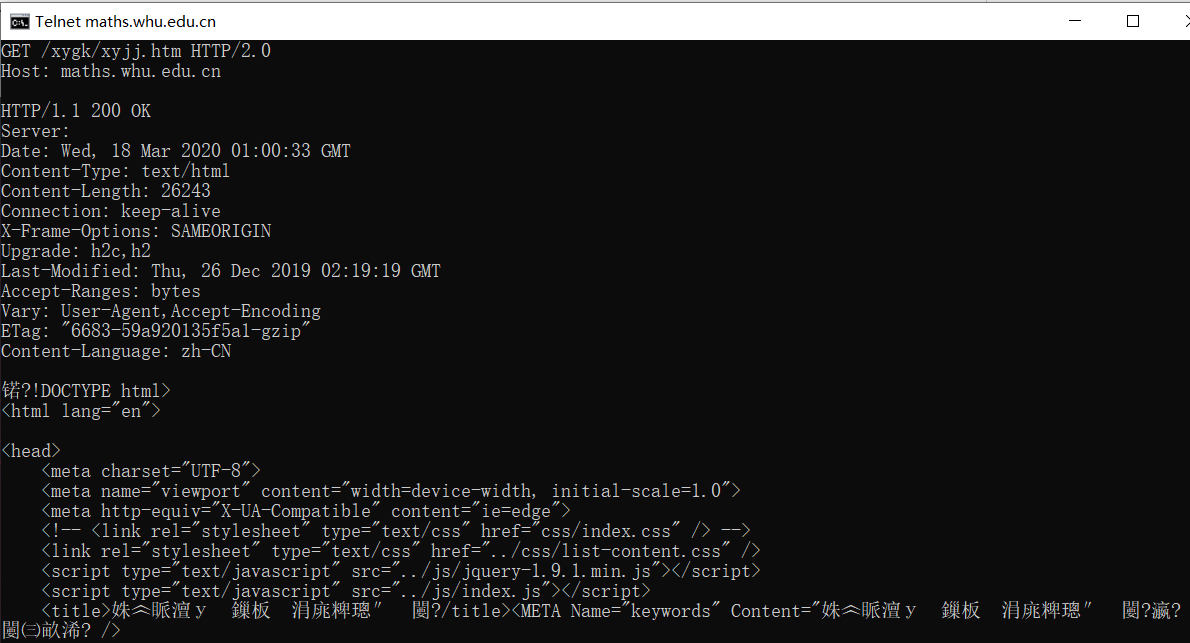 Telnet maths.whu.edu.cn
GET /xygk/xyjj.htm HTTP/2.0
Host: maths.whu.edu.cn
HTTP/1.1 200 OK
Server:
Date: Wed, 18 Mar 2020 01:00:33 GMT
Content-Type: text/html
Content-Length: 26243
Connection: keep-alive
X-Frame-Options: SAMEORIGIN
Upgrade: h2c,h2
Last-Modified: Thu, 26 Dec 2019 02:19:19 GMT
Accept-Ranges: bytes
Vary: User-Agent,Accept-Encoding
ETag: "6683-59a920135f5a1-gzip"
Content-Language: zh-CN
锘?!DOCTYPE html>
<html lang="en">
<head>
    <meta charset="UTF-8">
    <meta name="viewport" content="width=device-width, initial-scale=1.0">
    <meta http-equiv="X-UA-Compatible" content="ie=edge">
    <!-- <link rel="stylesheet" type="text/css" href="css/index.css" /> -->
    <link rel="stylesheet" type="text/css" href="../css/list-content.css" />
    <script type="text/javascript" src="../js/jquery-1.9.1.min.js"></script>
    <script type="text/javascript" src="../js/index.js"></script>
    <title>姝︽眽澶у  鏁板  涓庣粺璁″  闄?/title><META Name="keywords" Content="姝︽眽澶у  鏁板  涓庣粺璁″  闄?瀛?
闄㈢畝浠? />